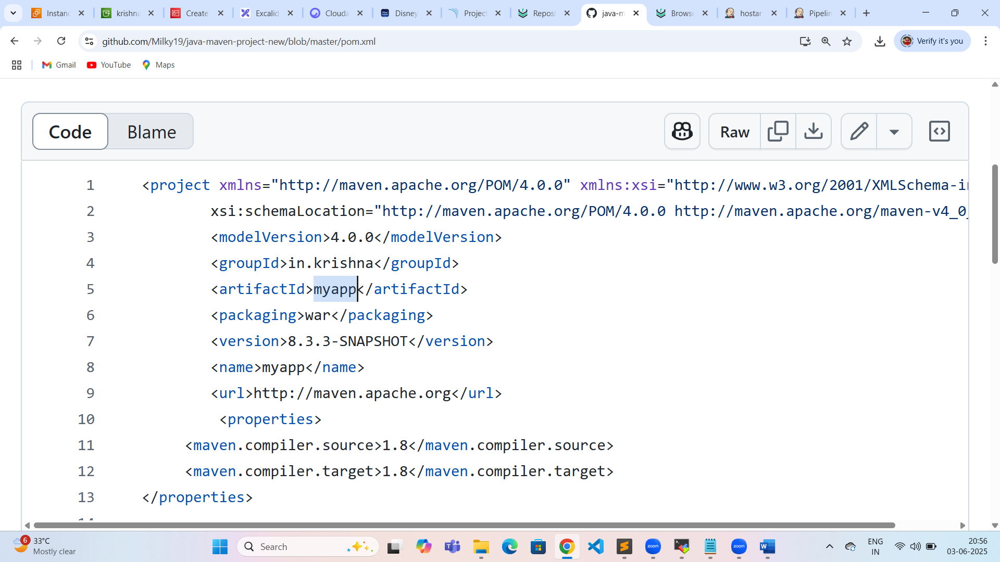 Instanc
krishna
Create
Excalid
Clouda
Disney
Project
Reposi
java-m
Browse
hostar
Pipelin
github.com/Milky19/java-maven-project-new/blob/master/pom.xml
Verify it's you
Gmail
YouTube
Maps
Code
Blame
Raw
1 <project xmlns="http://maven.apache.org/POM/4.0.0" xmlns:xsi="http://www.w3.org/2001/XMLSchema-in
2 xsi:schemaLocation="http://maven.apache.org/POM/4.0.0 http://maven.apache.org/maven-v4_0_
3 <modelVersion>4.0.0</modelVersion>
4 <groupId>in.krishna</groupId>
5 <artifactId>myapp</artifactId>
6 <packaging>war</packaging>
7 <version>8.3.3-SNAPSHOT</version>
8 <name>myapp</name>
9 <url>http://maven.apache.org</url>
10 <properties>
11 <maven.compiler.source>1.8</maven.compiler.source>
12 <maven.compiler.target>1.8</maven.compiler.target>
13 </properties>
6
33°C
Mostly clear
Search
zoom
zoom
ENG
IN
20:56
03-06-2025